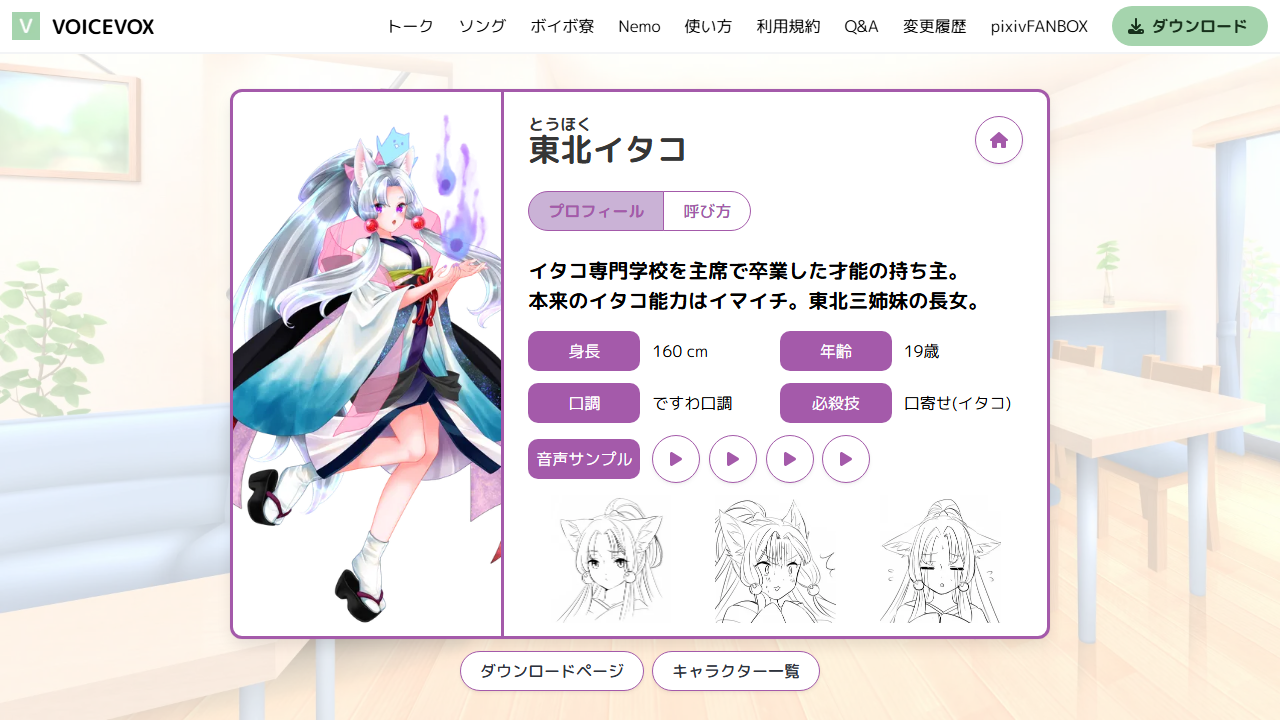 V VOICEVOX トーク ソング ボイボ寮 Nemo 使い方 利用規約 Q&A 変更履歴 pixivFANBOX ダウンロード
とうほく
東北イタコ
プロフィール 呼び方
イタコ専門学校を主席で卒業した才能の持ち主。
本来のイタコ能力はイマイチ。東北三姉妹の長女。
身長 160 cm 年齢 19歳
口調 ですわ口調 必殺技 口寄せ(イタコ)
音声サンプル
ダウンロードページ キャラクター一覧